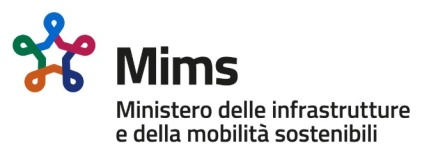 Mims
Ministero delle infrastrutture
e della mobilità sostenibili